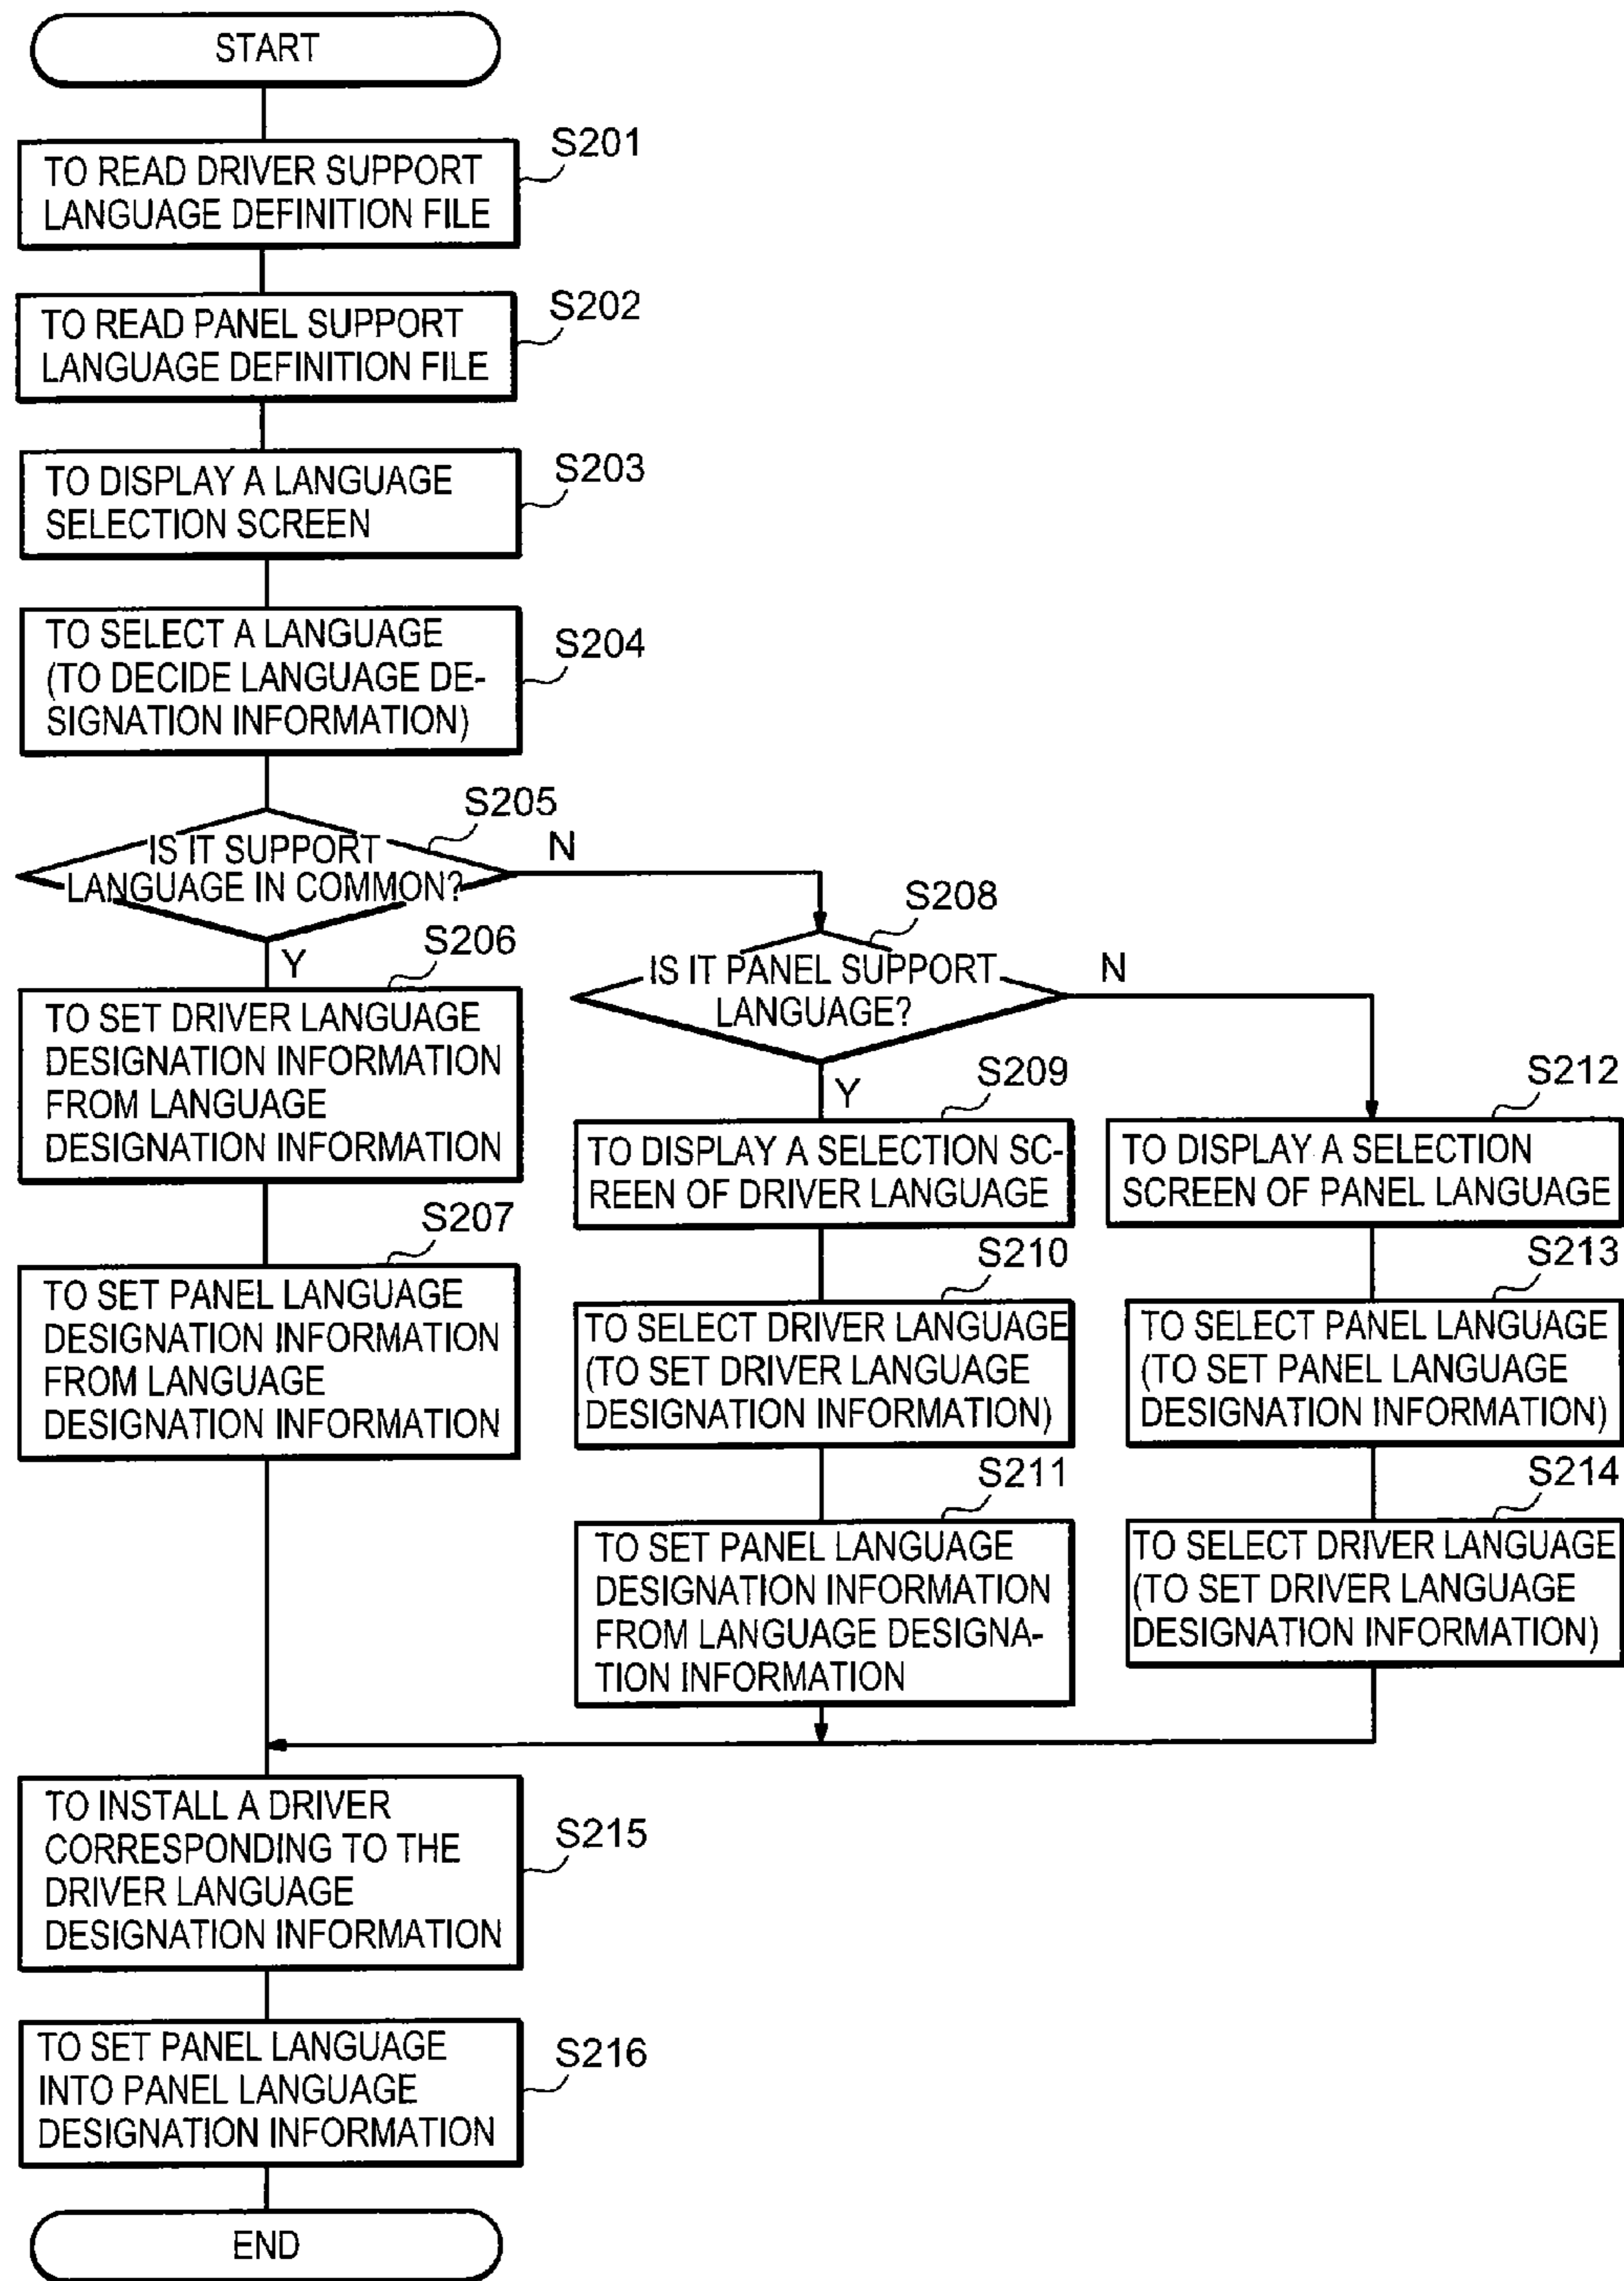 START
S201
TO READ DRIVER SUPPORT
LANGUAGE DEFINITION FILE
S202
TO READ PANEL SUPPORT
LANGUAGE DEFINITION FILE
S203
TO DISPLAY A LANGUAGE
SELECTION SCREEN
S204
TO SELECT A LANGUAGE
(TO DECIDE LANGUAGE DE-
SIGNATION INFORMATION)
S205
IS IT SUPPORT
LANGUAGE IN COMMON?
N
Y
S206
TO SET DRIVER LANGUAGE
DESIGNATION INFORMATION
FROM LANGUAGE
DESIGNATION INFORMATION
S207
TO SET PANEL LANGUAGE
DESIGNATION INFORMATION
FROM LANGUAGE
DESIGNATION INFORMATION
S208
IS IT PANEL SUPPORT
LANGUAGE?
N
Y
S209
TO DISPLAY A SELECTION SC-
REEN OF DRIVER LANGUAGE
S210
TO SELECT DRIVER LANGUAGE
(TO SET DRIVER LANGUAGE
DESIGNATION INFORMATION)
S211
TO SET PANEL LANGUAGE
DESIGNATION INFORMATION
FROM LANGUAGE DESIGNA-
TION INFORMATION
S212
TO DISPLAY A SELECTION
SCREEN OF PANEL LANGUAGE
S213
TO SELECT PANEL LANGUAGE
(TO SET PANEL LANGUAGE
DESIGNATION INFORMATION)
S214
TO SELECT DRIVER LANGUAGE
(TO SET DRIVER LANGUAGE
DESIGNATION INFORMATION)
S215
TO INSTALL A DRIVER
CORRESPONDING TO THE
DRIVER LANGUAGE
DESIGNATION INFORMATION
S216
TO SET PANEL LANGUAGE
INTO PANEL LANGUAGE
DESIGNATION INFORMATION
END